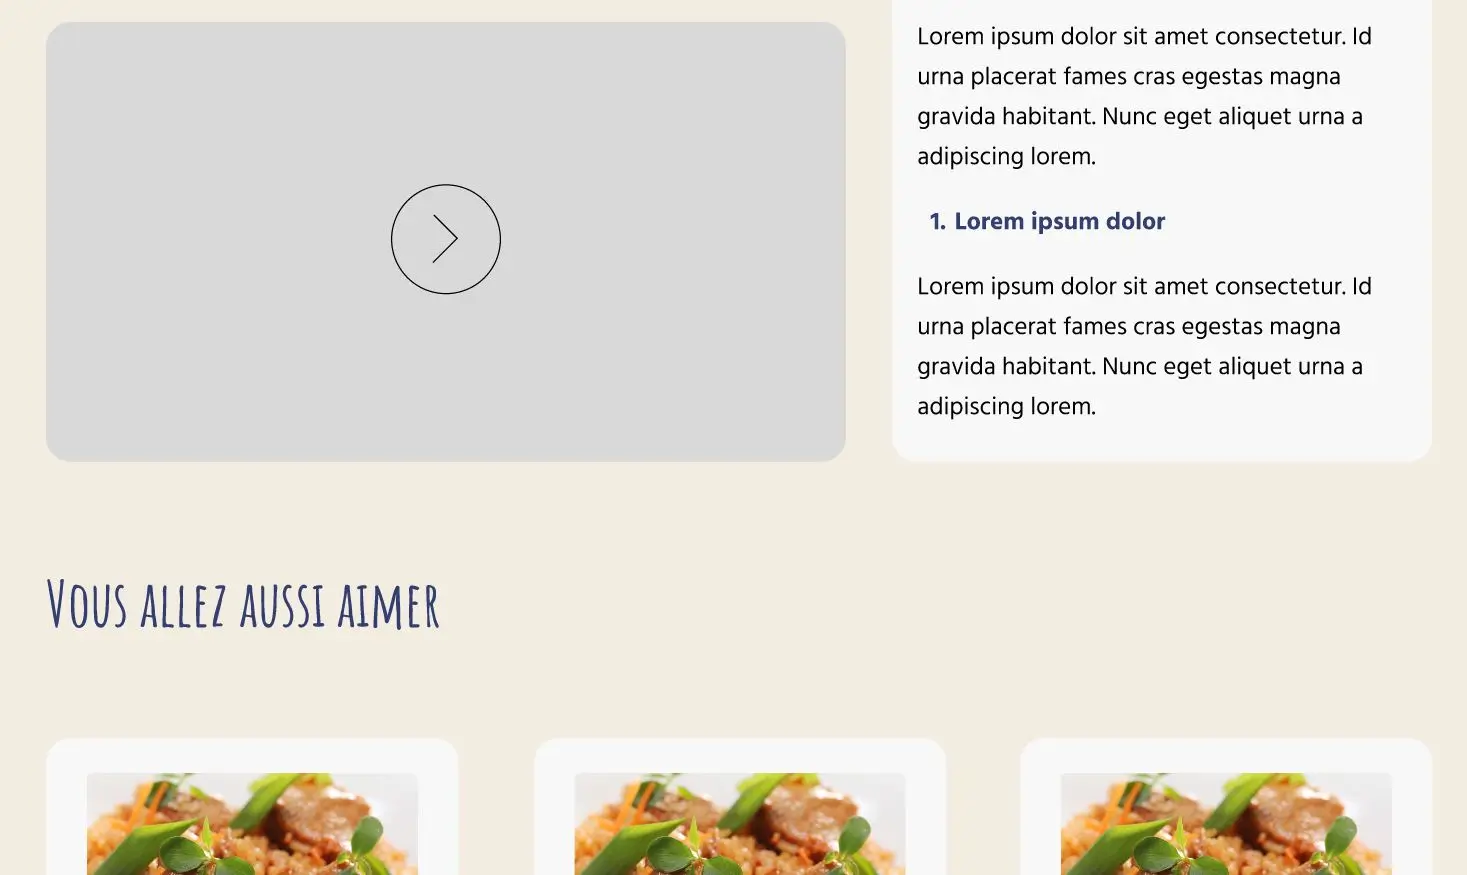 Lorem ipsum dolor sit amet consectetur. Id
urna placerat fames cras egestas magna
gravida habitant. Nunc eget aliquet urna a
adipiscing lorem.
1. Lorem ipsum dolor
Lorem ipsum dolor sit amet consectetur. Id
urna placerat fames cras egestas magna
gravida habitant. Nunc eget aliquet urna a
adipiscing lorem.
Vous allez aussi aimer